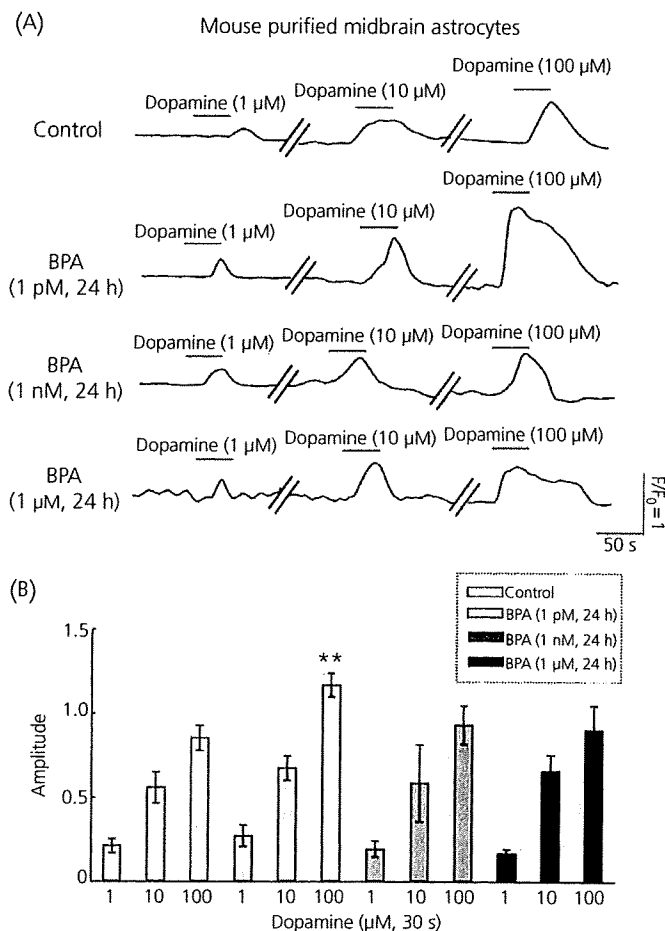 (A)
Mouse purified midbrain astrocytes
Control
Dopamine (1 µM)
Dopamine (10 µM)
Dopamine (100 µM)
BPA
(1 pM, 24 h)
Dopamine (1 µM)
Dopamine
(10 µM)
Dopamine
(100 µM)
BPA
(1 nM, 24 h)
Dopamine (1 µM)
Dopamine (10 µM)
Dopamine (100 µM)
BPA
(1 µM, 24 h)
Dopamine (1 µM)
Dopamine (10 µM)
Dopamine (100 µM)
F/F0 = 1
50 s
(B)
Control
BPA (1 pM, 24 h)
BPA (1 nM, 24 h)
BPA (1 µM, 24 h)
Amplitude
1.5
1.0
0.5
0
**
1 10 100 1 10 100 1 10 100 1 10 100
Dopamine (µM, 30 s)